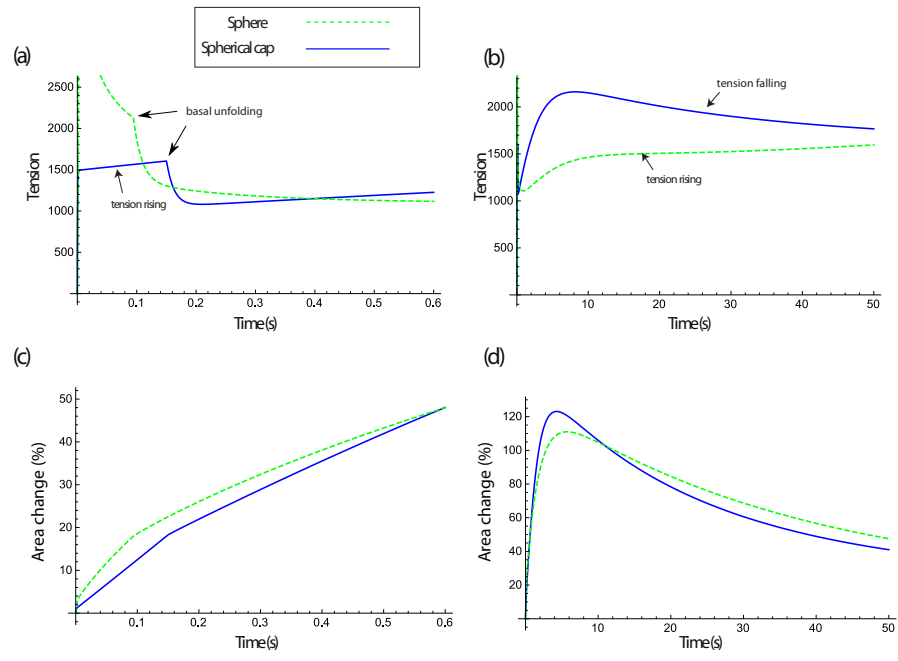 Sphere
Spherical cap
(a)
2500
2000
1500
1000
500
Tension
basal unfolding
tension rising
0.1 0.2 0.3 0.4 0.5 0.6
Time(s)
(b)
2000
1500
1000
500
Tension
tension falling
tension rising
10 20 30 40 50
Time(s)
(c)
50
40
30
20
10
Area change (%)
0.1 0.2 0.3 0.4 0.5 0.6
Time(s)
(d)
120
100
80
60
40
20
Area change (%)
10 20 30 40 50
Time(s)